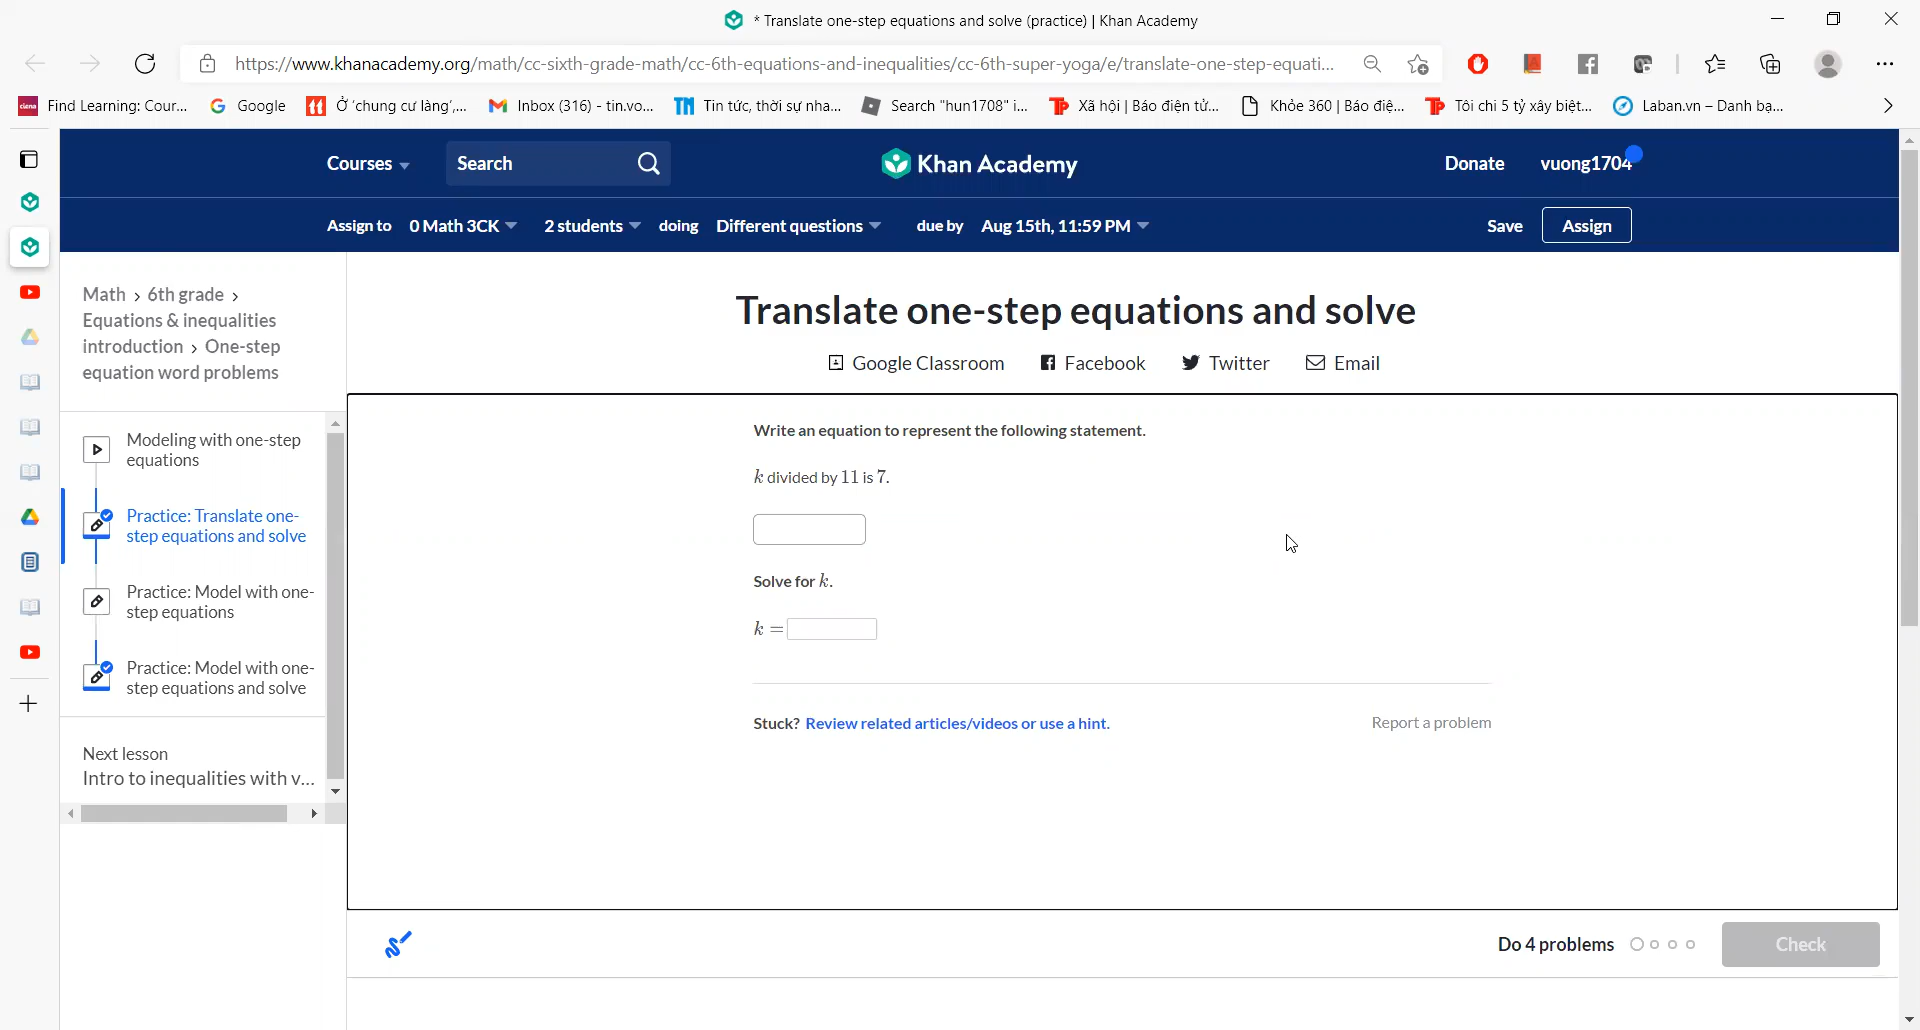 * Translate one-step equations and solve (practice) | Khan Academy
https://www.khanacademy.org/math/cc-sixth-grade-math/cc-6th-equations-and-inequalities/cc-6th-super-yoga/e/translate-one-step-equati...
ciena Find Learning: Cour... Google Ở 'chung cư làng',... Inbox (316) - tin.vo... TN Tin tức, thời sự nha... Search "hun1708" i... TP Xã hội | Báo điện tử... Khỏe 360 | Báo điệ... TP Tôi chi 5 tỷ xây biệt... Laban.vn – Danh bạ...
Courses Search Khan Academy Donate vuong1704
Assign to 0 Math 3CK 2 students doing Different questions due by Aug 15th, 11:59 PM Save Assign
Math › 6th grade ›
Equations & inequalities
introduction › One-step
equation word problems
Modeling with one-step
equations
Practice: Translate one-
step equations and solve
Practice: Model with one-
step equations
Practice: Model with one-
step equations and solve
Next lesson
Intro to inequalities with v...
Translate one-step equations and solve
Google Classroom Facebook Twitter Email
Write an equation to represent the following statement.
k divided by 11 is 7.
Solve for k.
k =
Stuck? Review related articles/videos or use a hint. Report a problem
Do 4 problems Check